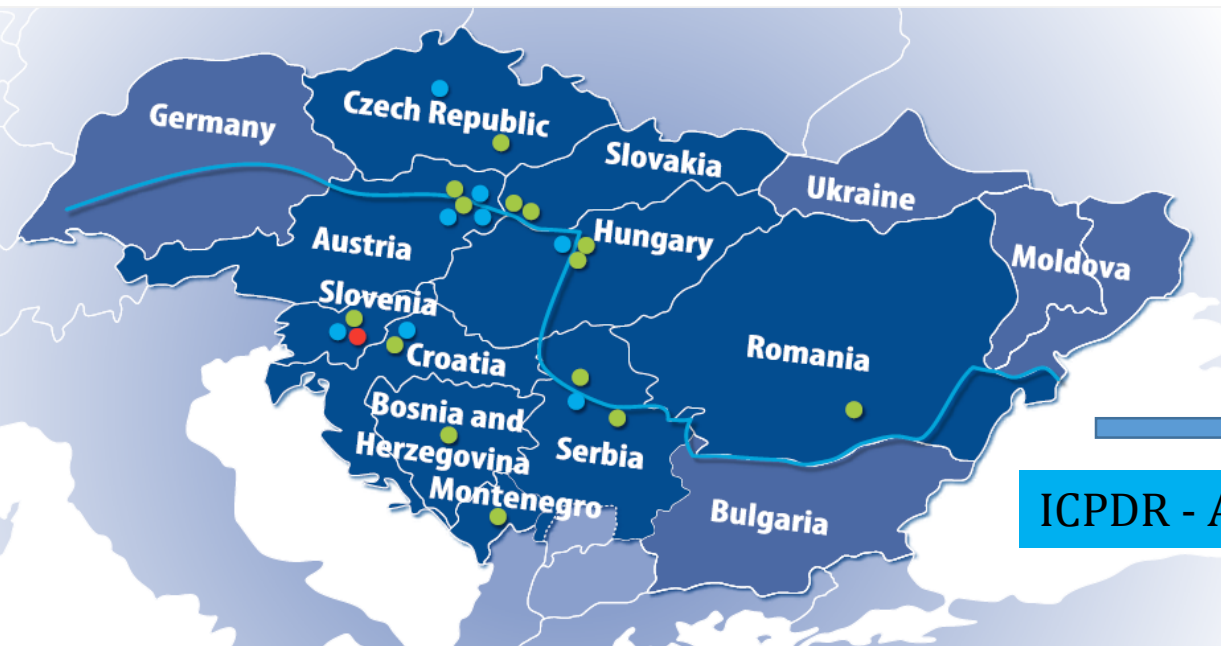 Germany
Czech Republic
Slovakia
Ukraine
Austria
Hungary
Moldova
Slovenia
Croatia
Romania
Bosnia and
Herzegovina
Serbia
Montenegro
Bulgaria
ICPDR - A